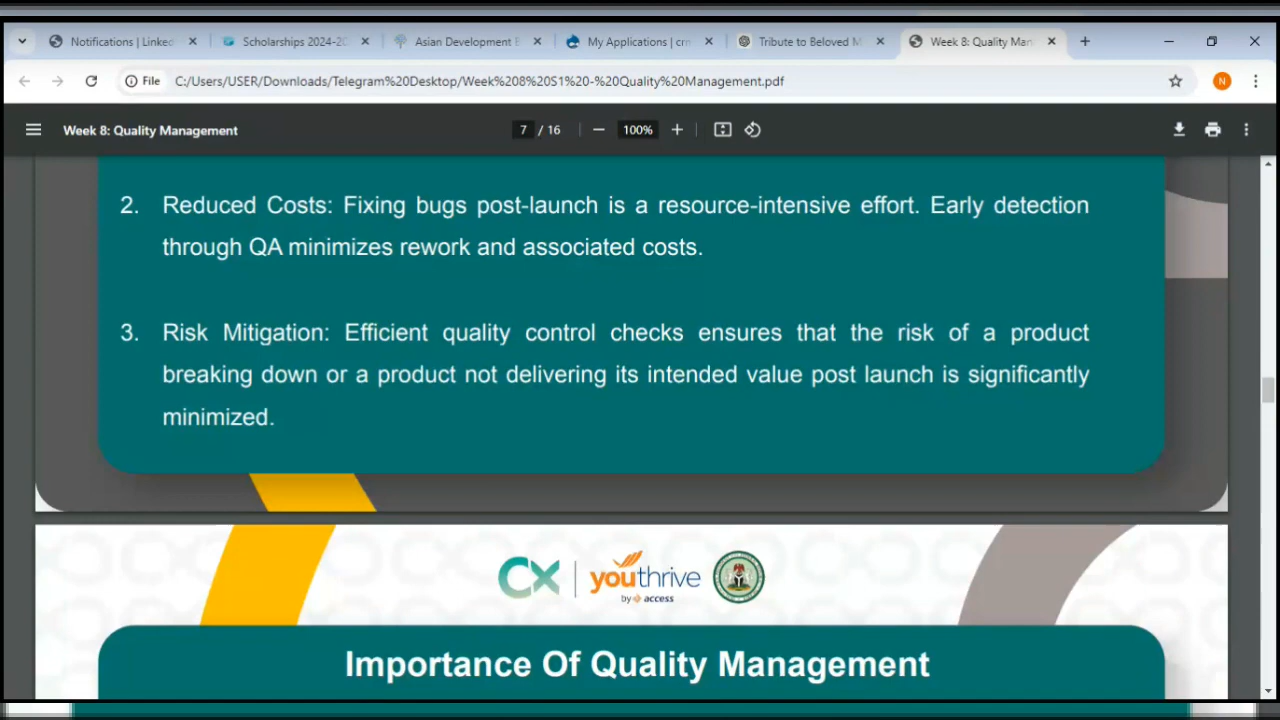 Notifications | Linke
Scholarships 2024-20
Asian Development
My Applications | crn
Tribute to Beloved M
Week 8: Quality Man
File
C:/Users/USER/Downloads/Telegram%20Desktop/Week%208%20S1%20-%20Quality%20Management.pdf
N
Week 8: Quality Management
7 / 16
100%
2. Reduced Costs: Fixing bugs post-launch is a resource-intensive effort. Early detection
through QA minimizes rework and associated costs.
3. Risk Mitigation: Efficient quality control checks ensures that the risk of a product
breaking down or a product not delivering its intended value post launch is significantly
minimized.
CX
youthrive
by access
Importance Of Quality Management